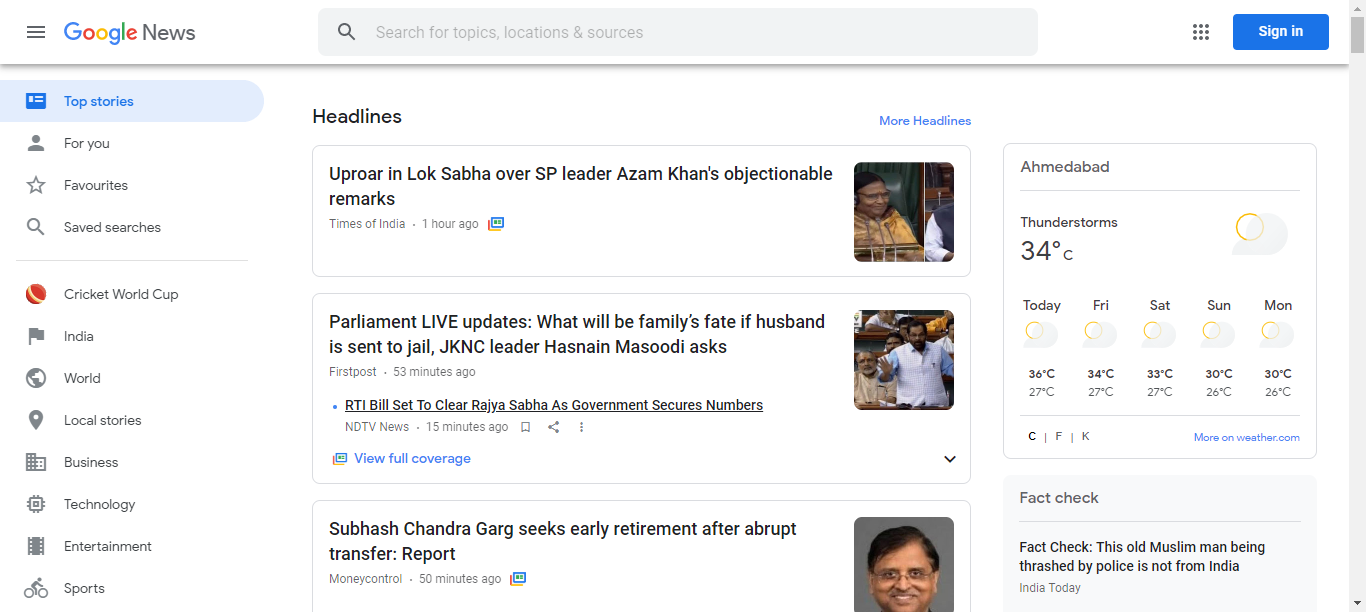 Google News
Search for topics, locations & sources
Sign in
Top stories
For you
Favourites
Saved searches
Cricket World Cup
India
World
Local stories
Business
Technology
Entertainment
Sports
Headlines
More Headlines
Uproar in Lok Sabha over SP leader Azam Khan's objectionable
remarks
Times of India · 1 hour ago
Parliament LIVE updates: What will be family’s fate if husband
is sent to jail, JKNC leader Hasnain Masoodi asks
Firstpost · 53 minutes ago
• RTI Bill Set To Clear Rajya Sabha As Government Secures Numbers
NDTV News · 15 minutes ago
View full coverage
Subhash Chandra Garg seeks early retirement after abrupt
transfer: Report
Moneycontrol · 50 minutes ago
Ahmedabad
Thunderstorms
34°C
Today Fri Sat Sun Mon
36°C 34°C 33°C 30°C 30°C
27°C 27°C 27°C 26°C 26°C
C | F | K
More on weather.com
Fact check
Fact Check: This old Muslim man being
thrashed by police is not from India
India Today